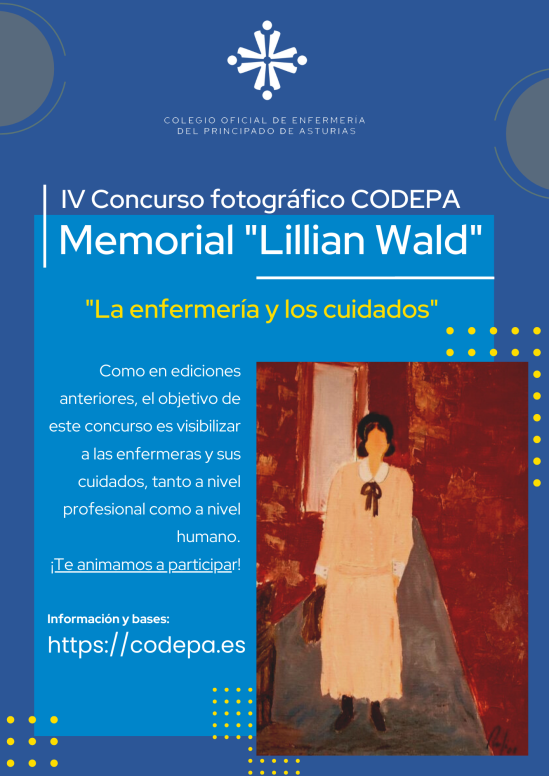 COLEGIO OFICIAL DE ENFERMERÍA
DEL PRINCIPADO DE ASTURIAS
IV Concurso fotográfico CODEPA
Memorial "Lillian Wald"
"La enfermería y los cuidados"
Como en ediciones
anteriores, el objetivo de
este concurso es visibilizar
a las enfermeras y sus
cuidados, tanto a nivel
profesional como a nivel
humano.
¡Te animamos a participar!
Información y bases:
https://codepa.es